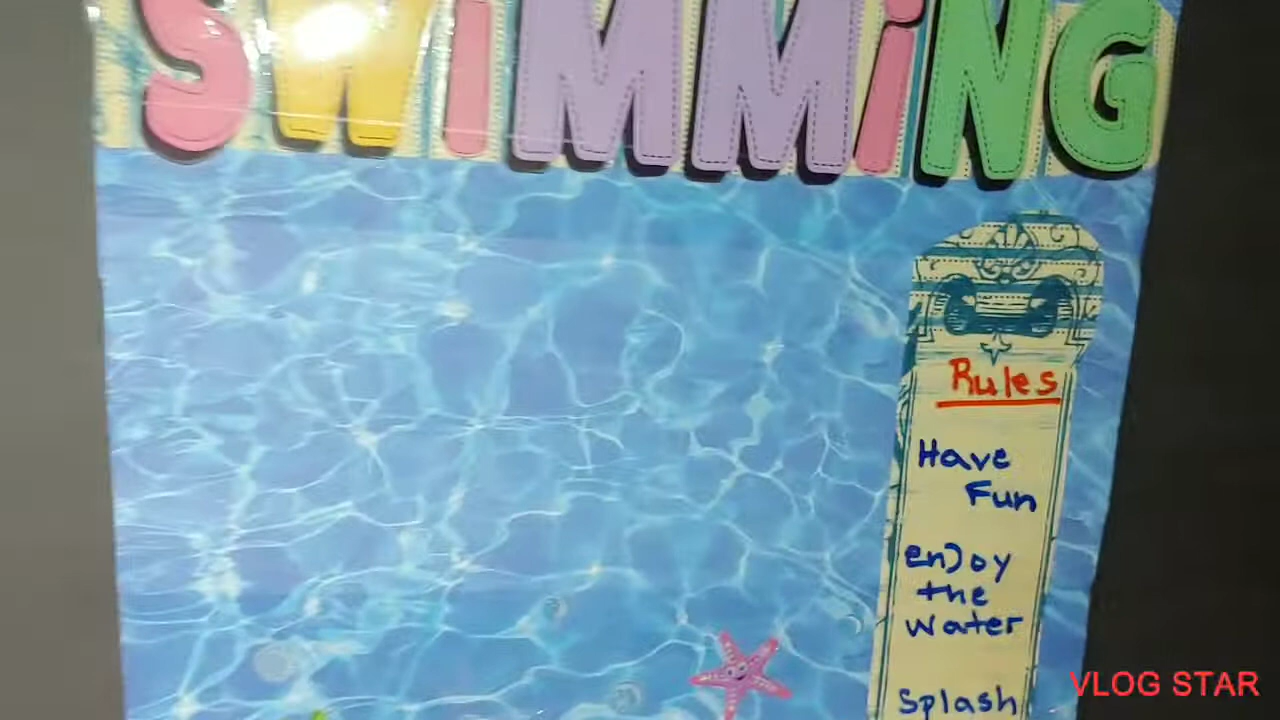 SWiMMiNG
Rules
Have
Fun
enjoy
the
water
Splash
VLOG STAR